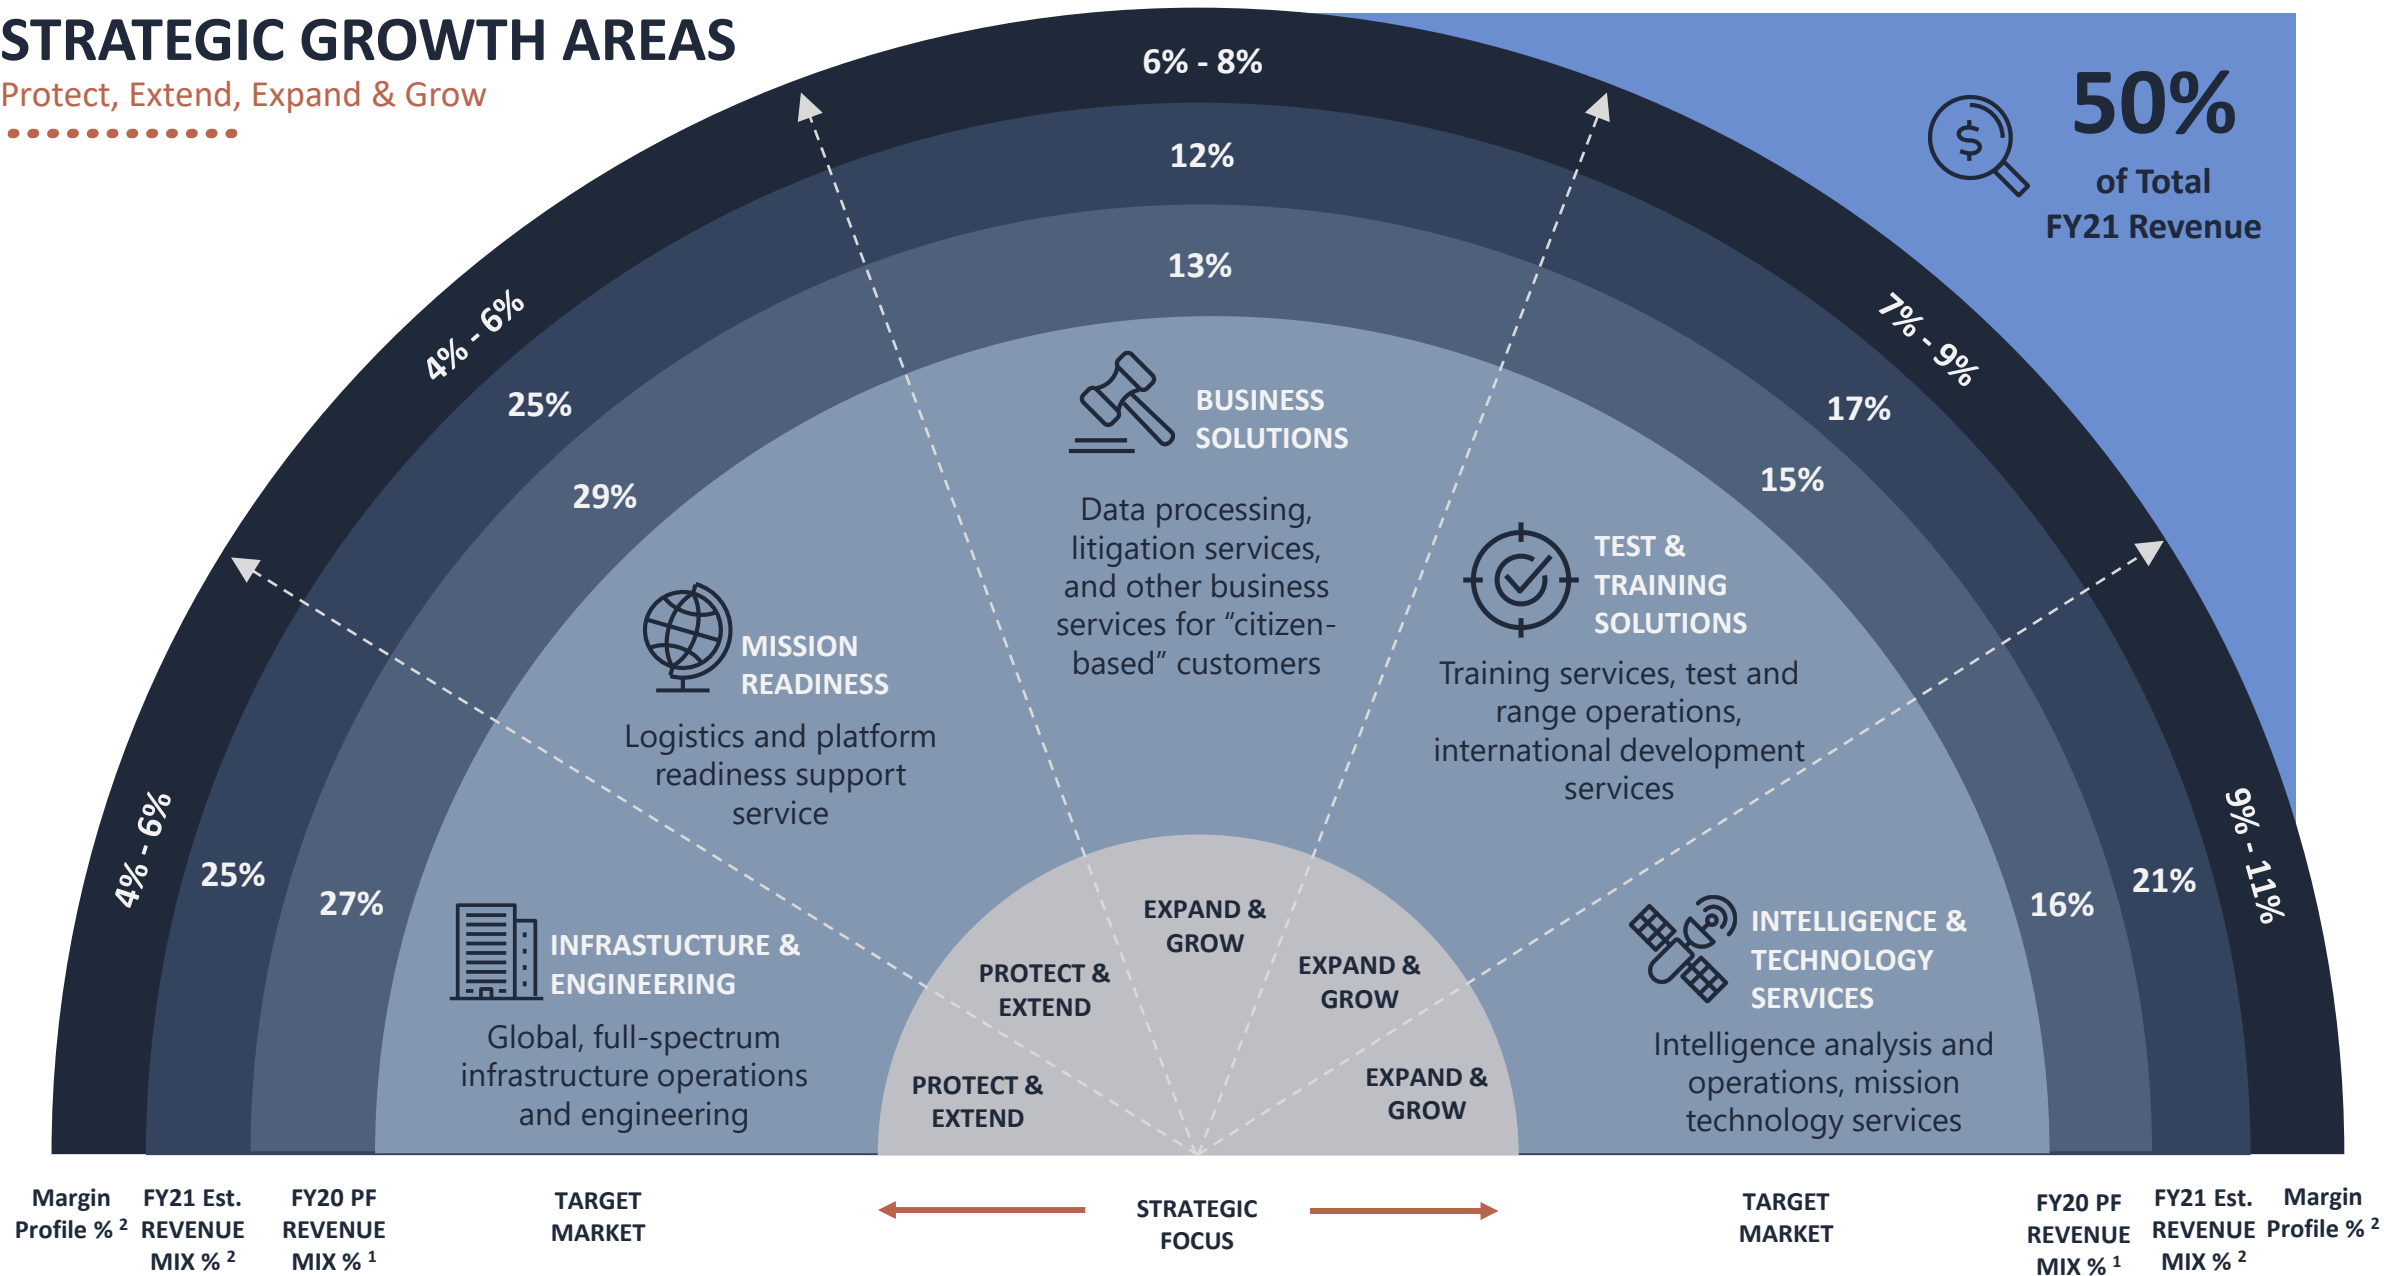 STRATEGIC GROWTH AREAS
Protect, Extend, Expand & Grow
50%
of Total
FY21 Revenue
4% - 6%
25%
27%
INFRASTUCTURE &
ENGINEERING
Global, full-spectrum
infrastructure operations
and engineering
PROTECT &
EXTEND
4% - 6%
25%
29%
MISSION
READINESS
Logistics and platform
readiness support
service
PROTECT &
EXTEND
6% - 8%
12%
13%
BUSINESS
SOLUTIONS
Data processing,
litigation services,
and other business
services for “citizen-
based” customers
EXPAND &
GROW
7% - 9%
17%
15%
TEST &
TRAINING
SOLUTIONS
Training services, test and
range operations,
international development
services
EXPAND &
GROW
9% - 11%
21%
16%
INTELLIGENCE &
TECHNOLOGY
SERVICES
Intelligence analysis and
operations, mission
technology services
EXPAND &
GROW
Margin
Profile % 2
FY21 Est.
REVENUE
MIX % 2
FY20 PF
REVENUE
MIX % 1
TARGET
MARKET
STRATEGIC
FOCUS
TARGET
MARKET
FY20 PF
REVENUE
MIX % 1
FY21 Est.
REVENUE
MIX % 2
Margin
Profile % 2